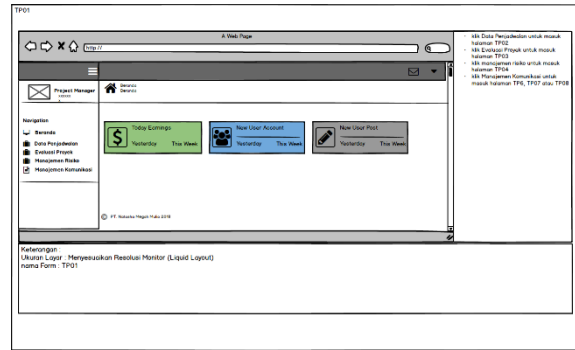 TP01
A Web Page
http://
Project Manager
Beranda
Beranda
Navigation
Beranda
Data Penjadwalan
Evaluasi Proyek
Manajemen Risiko
Manajemen Komunikasi
Today Earnings
Yesterday This Week
New User Account
Yesterday This Week
New User Post
Yesterday This Week
© PT.
klik Data Penjadwalan untuk masuk
halaman TP02
klik Evaluasi Proyek untuk masuk
halaman TP03
klik manajemen risiko untuk masuk
halaman TP04
klik Manajemen Komunikasi untuk
masuk halaman TP6, TP07 atau TP08
Keterangan :
Ukuran Layar : Menyesuaikan Resolusi Monitor (Liquid Layout)
nama Form : TP01